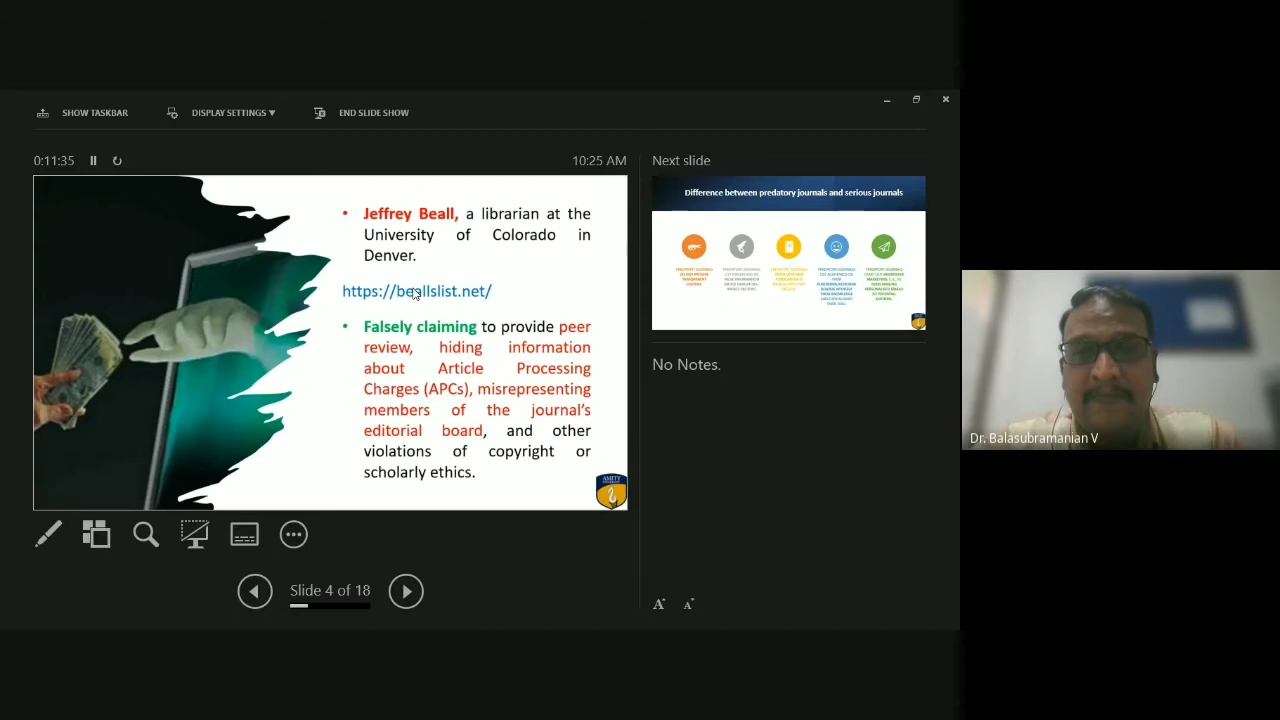 SHOW TASKBAR
DISPLAY SETTINGS ▼
END SLIDE SHOW
0:11:35
10:25 AM
Next slide
• Jeffrey Beall, a librarian at the
University of Colorado in
Denver.
https://beallslist.net/
• Falsely claiming to provide peer
review, hiding information
about Article Processing
Charges (APCs), misrepresenting
members of the journal's
editorial board, and other
violations of copyright or
scholarly ethics.
AMITY
Slide 4 of 18
Difference between predatory journals and serious journals
No Notes.
A A
Dr. Balasubramanian V